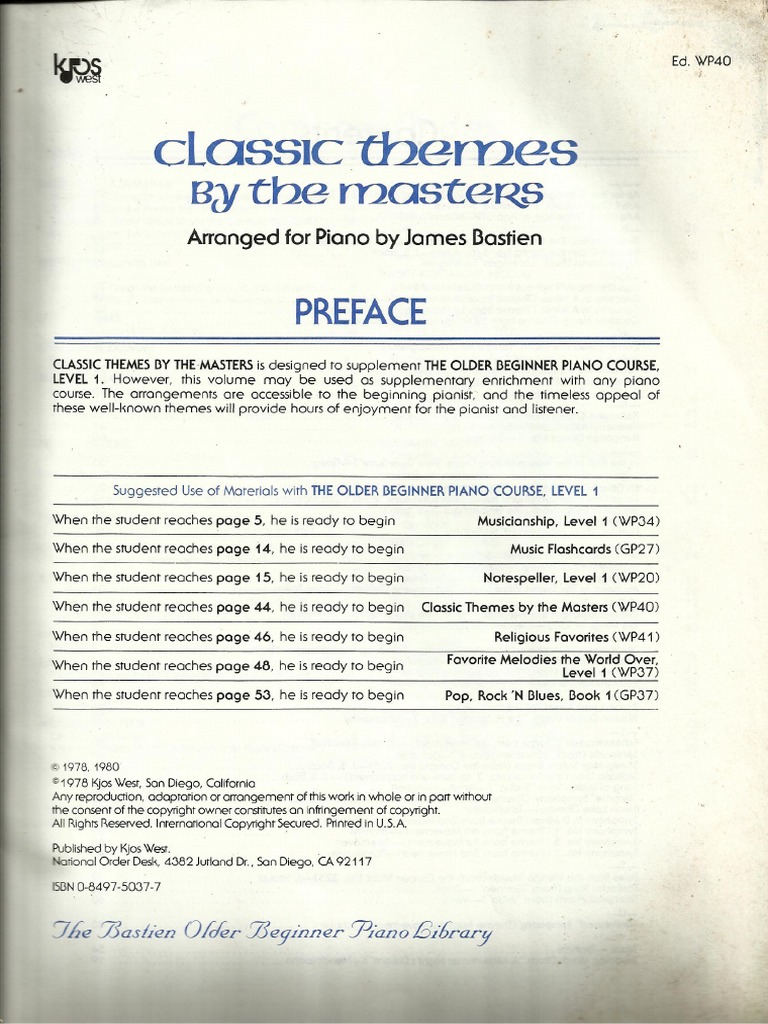 kjos
west
Ed. WP40
classic themes
by the masters
Arranged for Piano by James Bastien
PREFACE
CLASSIC THEMES BY THE MASTERS is designed to supplement THE OLDER BEGINNER PIANO COURSE,
LEVEL 1. However, this volume may be used as supplementary enrichment with any piano
course. The arrangements are accessible to the beginning pianist, and the timeless appeal of
these well-known themes will provide hours of enjoyment for the pianist and listener.
Suggested Use of Materials with THE OLDER BEGINNER PIANO COURSE, LEVEL 1
When the student reaches page 5, he is ready to begin Musicianship, Level 1 (WP34)
When the student reaches page 14, he is ready to begin Music Flashcards (GP27)
When the student reaches page 15, he is ready to begin Notespeller, Level 1 (WP20)
When the student reaches page 44, he is ready to begin Classic Themes by the Masters (WP40)
When the student reaches page 46, he is ready to begin Religious Favorites (WP41)
When the student reaches page 48, he is ready to begin Favorite Melodies the World Over,
Level 1 (WP37)
When the student reaches page 53, he is ready to begin Pop, Rock 'N Blues, Book 1 (GP37)
© 1978, 1980
© 1978 Kjos West, San Diego, California
Any reproduction, adaptation or arrangement of this work in whole or in part without
the consent of the copyright owner constitutes an infringement of copyright.
All Rights Reserved. International Copyright Secured. Printed in U.S.A.
Published by Kjos West.
National Order Desk, 4382 Jutland Dr., San Diego, CA 92117
ISBN 0-8497-5037-7
The Bastien Older Beginner Piano Library